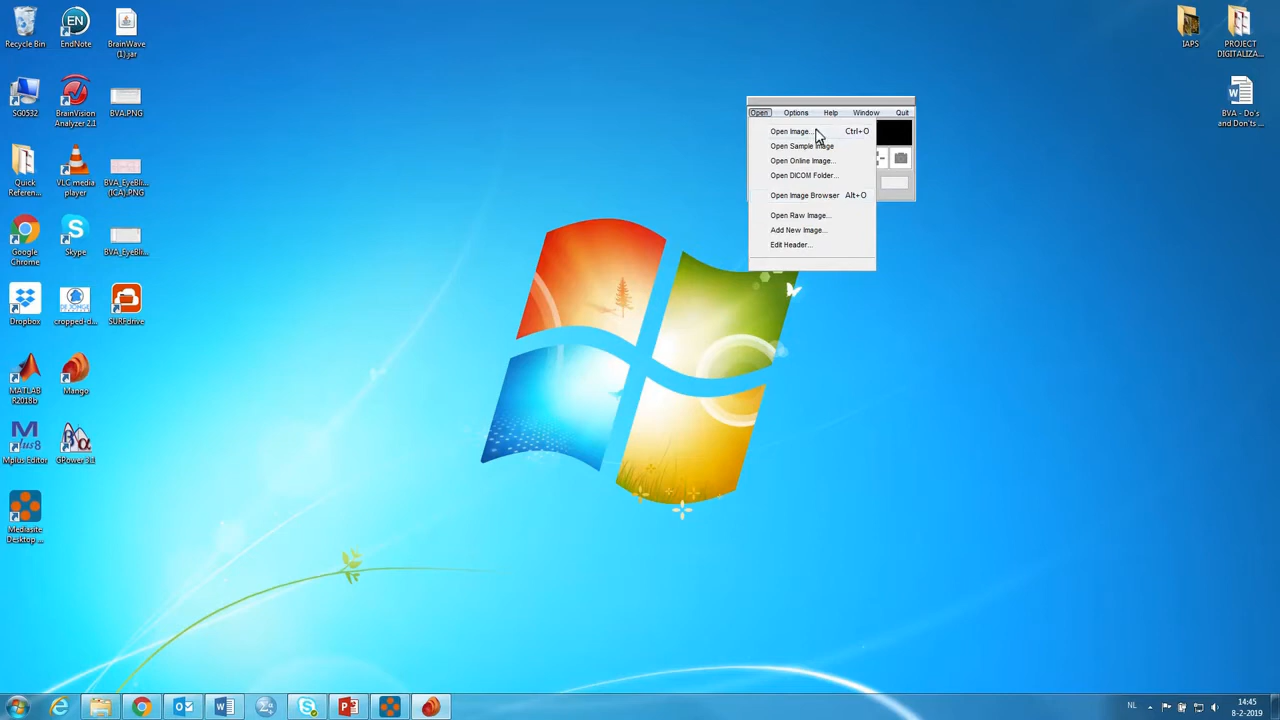 Recycle Bin
EndNote
BrainWave
(1).jar
SG0532
BrainVision
Analyzer 2.1
BVA.PNG
Quick
Referen...
VLC media
player
BVA_EyeBli...
(ICA).PNG
Google
Chrome
Skype
BVA_EyeBli...
Dropbox
cropped-d...
SURFdrive
MATLAB
R2018b
Mango
Mplus Editor
GPower 3.1
Mediasite
Desktop ...
IAPS
PROJECT
DIGITALIZA...
BVA - Do's
and Don ts ...
Open Options Help Window Quit
Open Image... Ctrl+O
Open Sample Image
Open Online Image...
Open DICOM Folder...
Open Image Browser Alt+O
Open Raw Image...
Add New Image...
Edit Header...
NL
14:45
8-2-2019